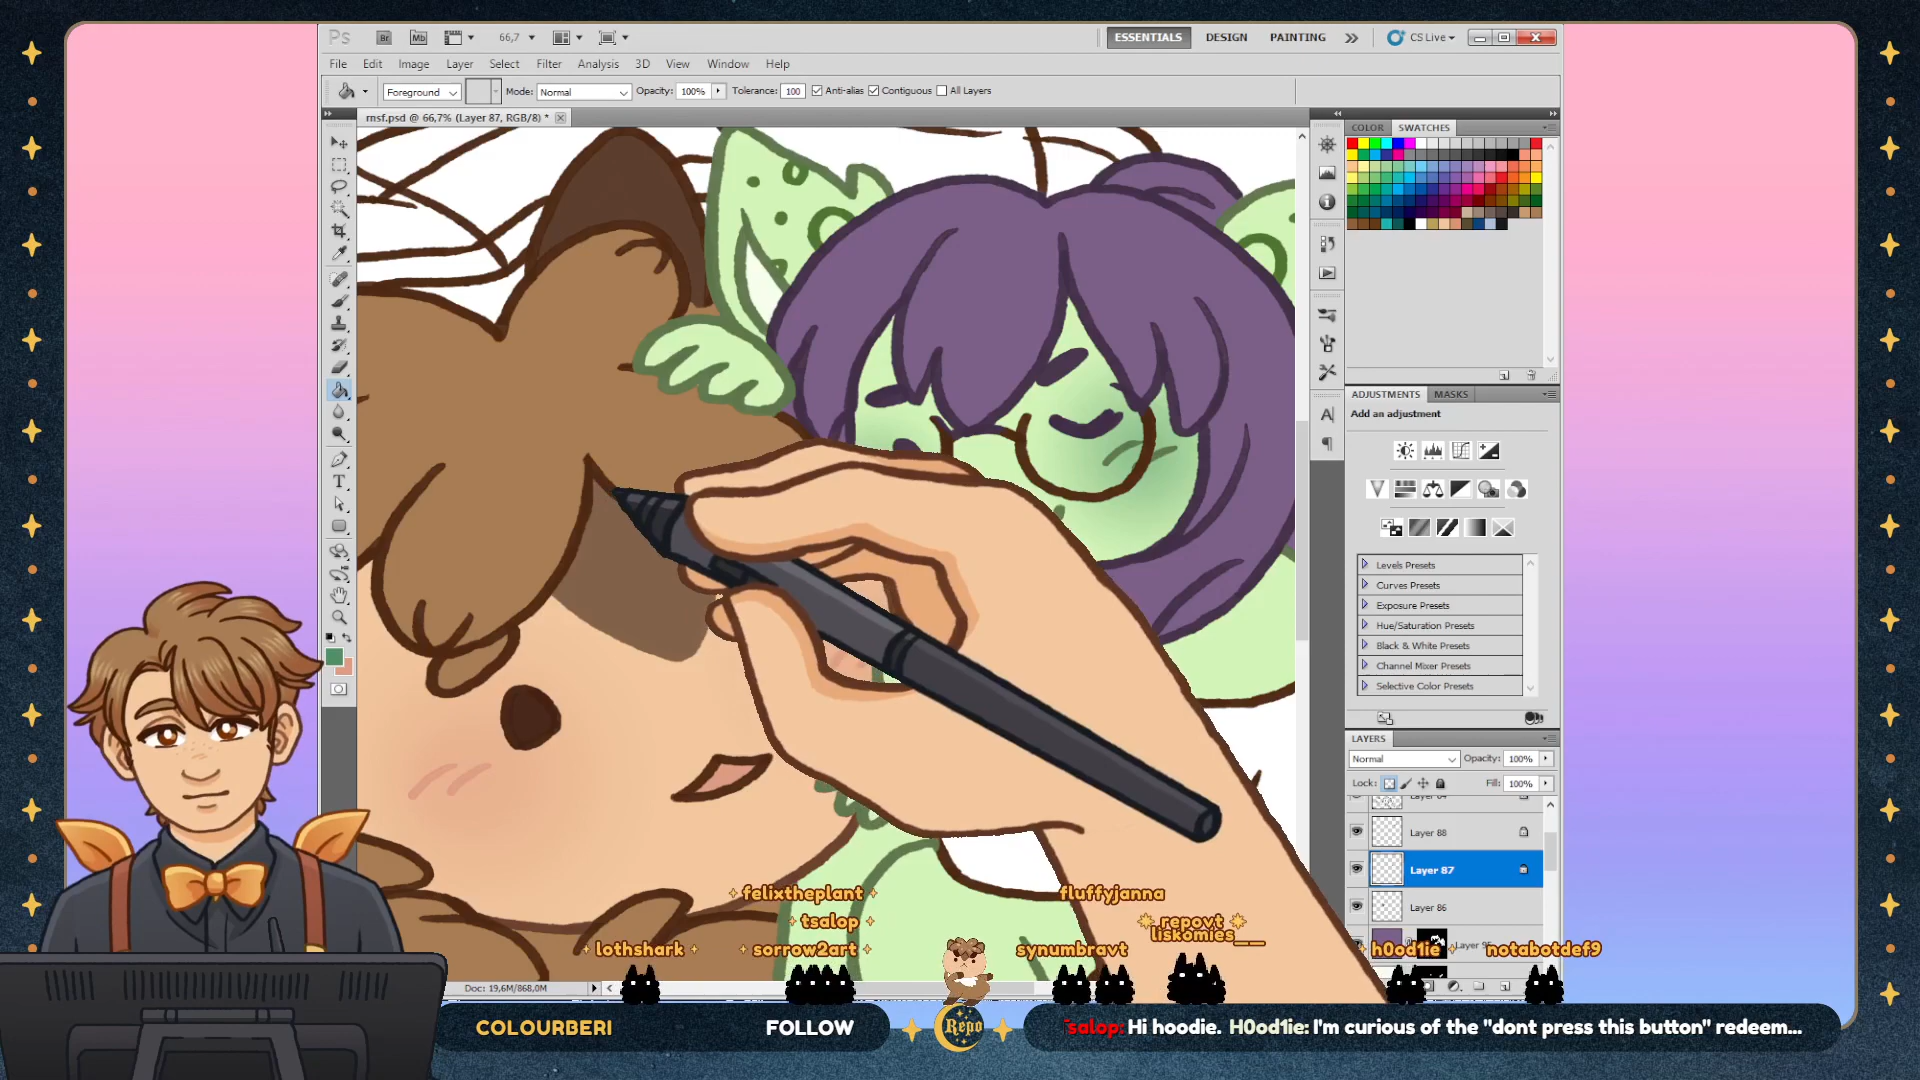 Ps
Br
Mb
66,7
ESSENTIALS
DESIGN
PAINTING
CS Live
File
Edit
Image
Layer
Select
Filter
Analysis
3D
View
Window
Help
Foreground
Mode:
Normal
Opacity:
100%
Tolerance:
100
Anti-alias
Contiguous
All Layers
rnsf.psd @ 66,7% (Layer 87, RGB/8) *
COLOR
SWATCHES
ADJUSTMENTS
MASKS
Add an adjustment
Levels Presets
Curves Presets
Exposure Presets
Hue/Saturation Presets
Black & White Presets
Channel Mixer Presets
Selective Color Presets
LAYERS
Normal
Opacity:
100%
Lock:
Fill:
100%
Layer 88
Layer 87
Layer 86
felixtheplant
fluffyjanna
tsalop
repovt
liskomies__
lothshark
sorrow2art
synumbravt
h0od1ie
notabotdef9
Doc: 19,6M/868,0M
COLOURBERI
FOLLOW
Repo
salop: Hi hoodie. H0od1ie: I'm curious of the "dont press this button" redeem...